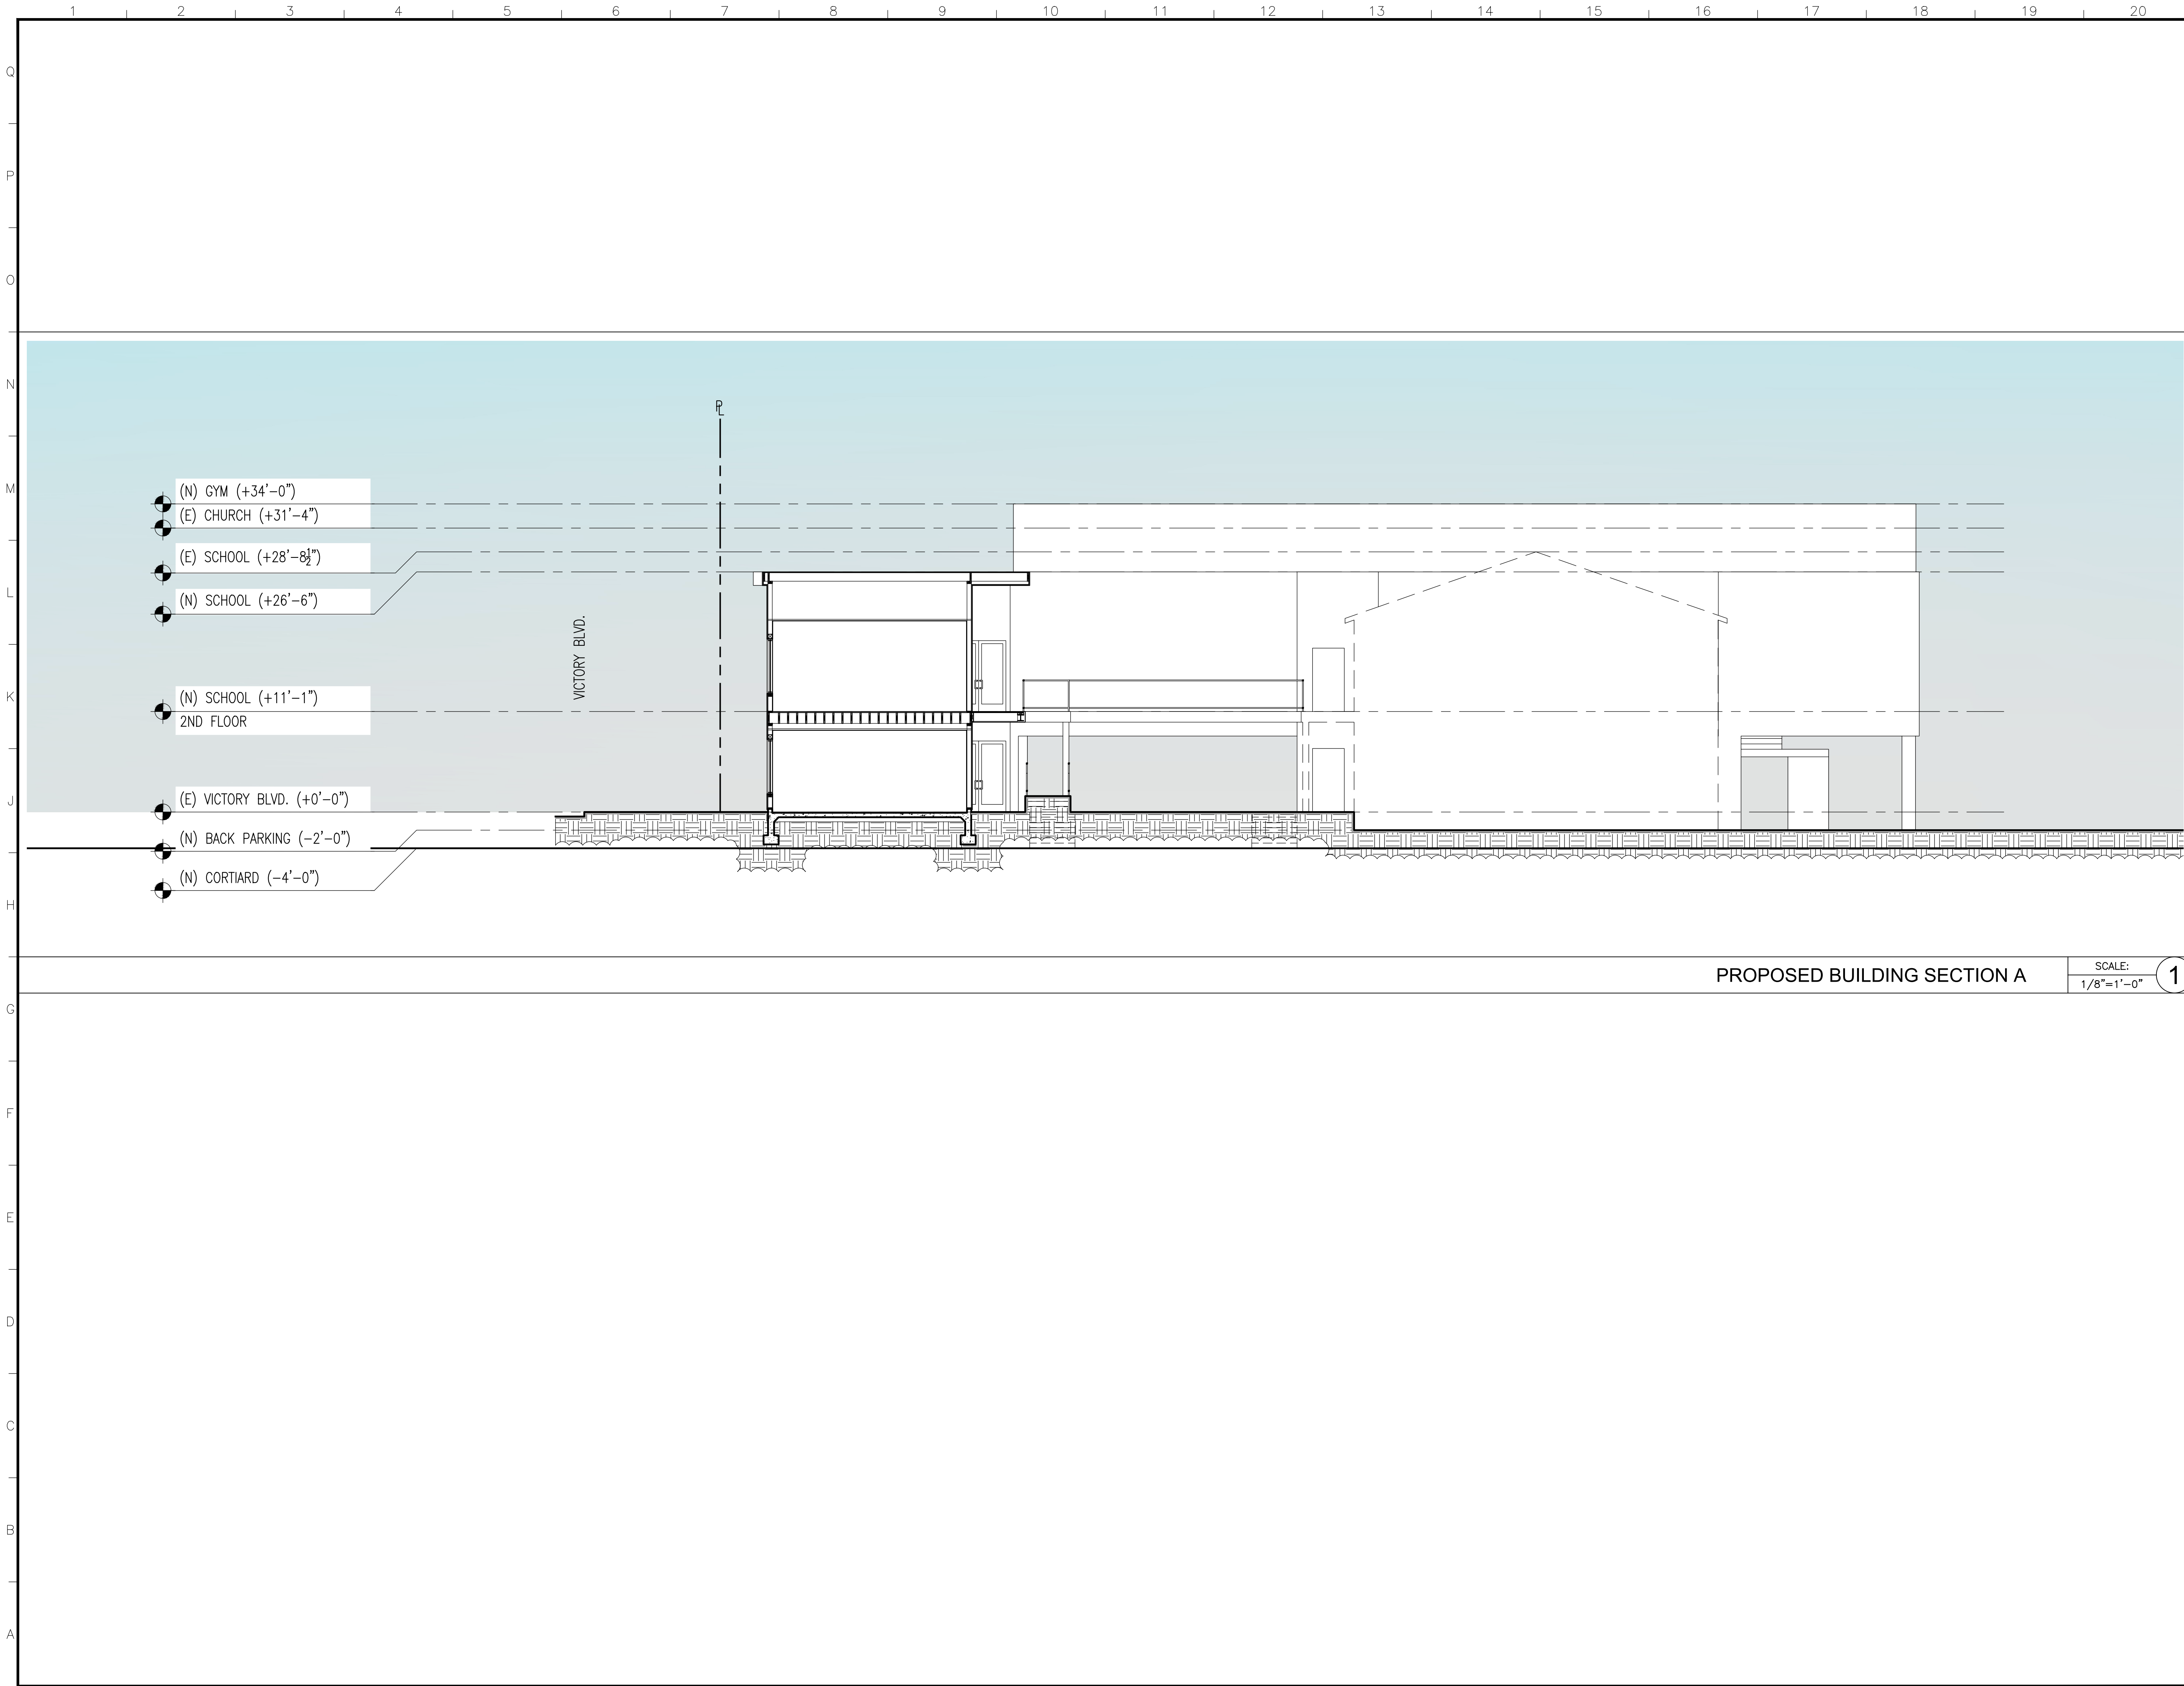 1 2 3 4 5 6 7 8 9 10 11 12 13 14 15 16 17 18 19 20
Q
P
O
N
℄
M
(N) GYM (+34'-0")
(E) CHURCH (+31'-4")
(E) SCHOOL (+28'-8½")
L
(N) SCHOOL (+26'-6")
VICTORY BLVD.
K
(N) SCHOOL (+11'-1")
2ND FLOOR
J
(E) VICTORY BLVD. (+0'-0")
(N) BACK PARKING (-2'-0")
(N) CORTIARD (-4'-0")
H
PROPOSED BUILDING SECTION A
SCALE:
1/8"=1'-0"
1
G
F
E
D
C
B
A